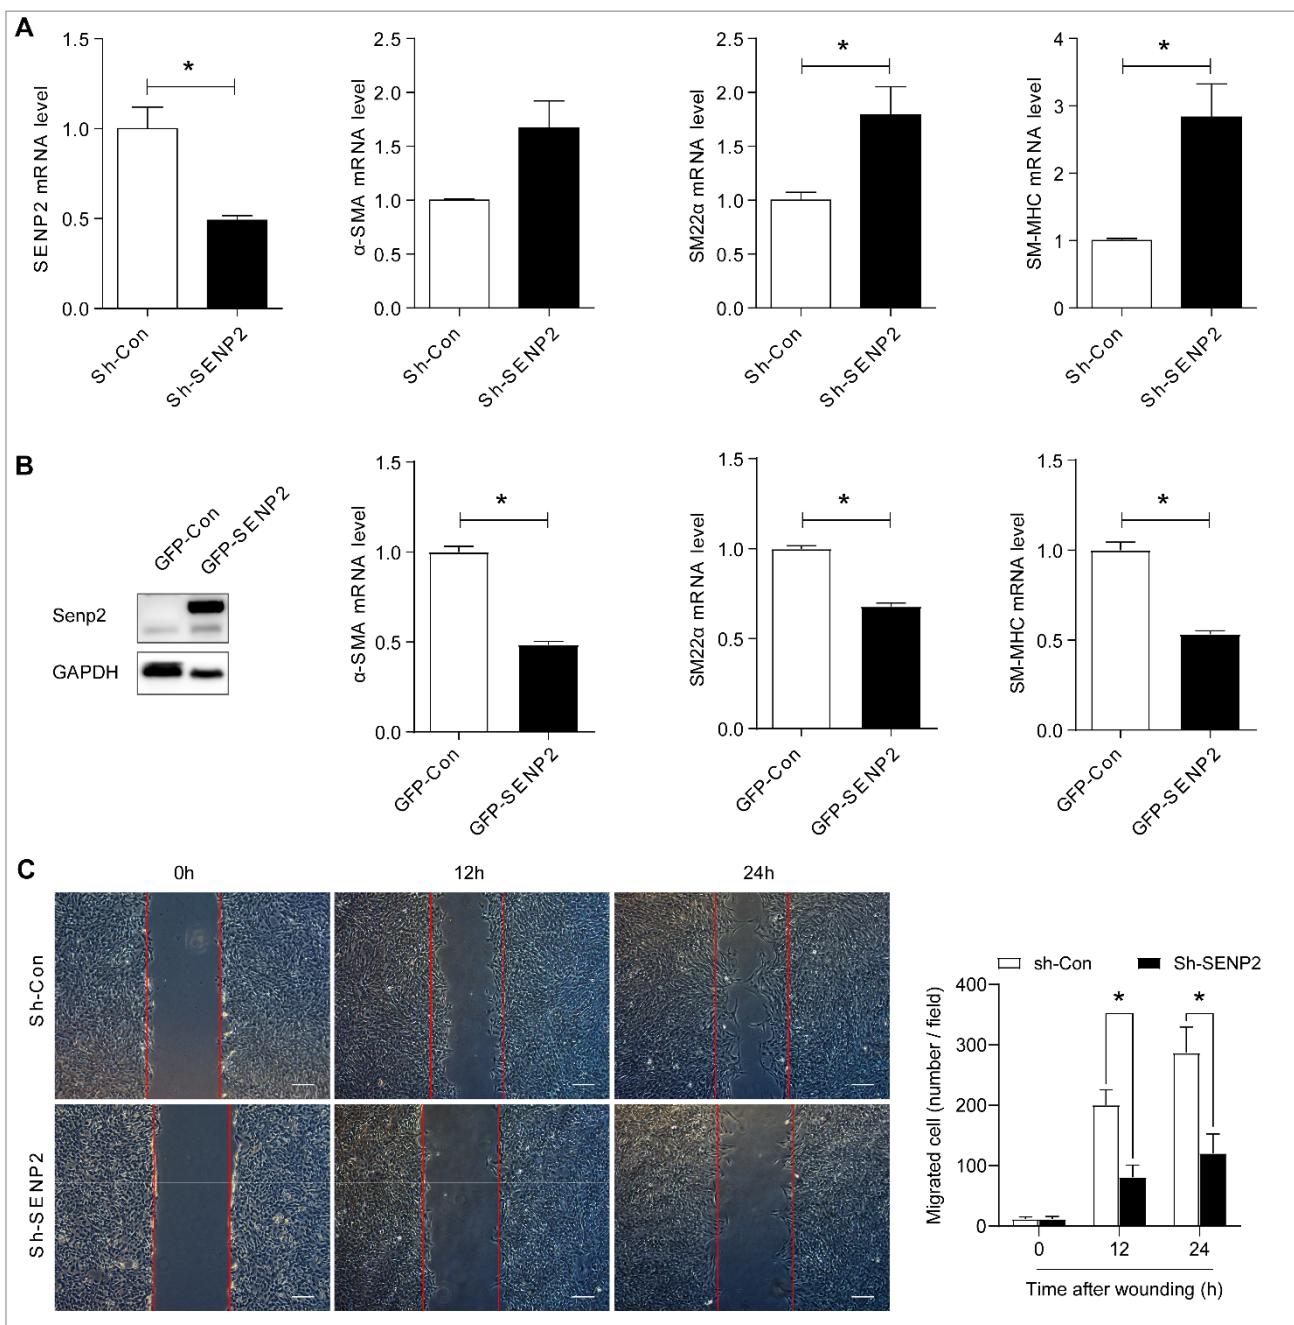 A
SENP2 mRNA level
1.5
1.0
0.5
0.0
*
Sh-Con
Sh-SENP2
α-SMA mRNA level
2.5
2.0
1.5
1.0
0.5
0.0
Sh-Con
Sh-SENP2
SM22α mRNA level
2.5
2.0
1.5
1.0
0.5
0.0
*
Sh-Con
Sh-SENP2
SM-MHC mRNA level
4
3
2
1
0
*
Sh-Con
Sh-SENP2
B
GFP-Con
GFP-SENP2
Senp2
GAPDH
α-SMA mRNA level
1.5
1.0
0.5
0.0
*
GFP-Con
GFP-SENP2
SM22α mRNA level
1.5
1.0
0.5
0.0
*
GFP-Con
GFP-SENP2
SM-MHC mRNA level
1.5
1.0
0.5
0.0
*
GFP-Con
GFP-SENP2
C
0h
12h
24h
Sh-Con
Sh-SENP2
sh-Con
Sh-SENP2
Migrated cell (number / field)
400
300
200
100
0
*
*
0
12
24
Time after wounding (h)